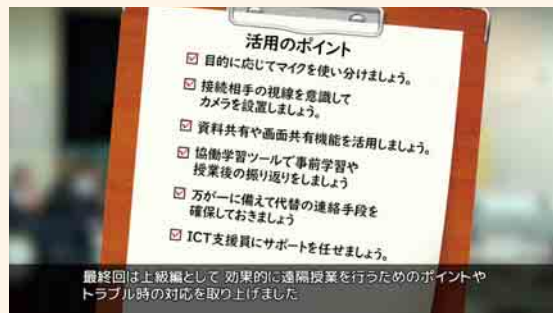 活用のポイント
目的に応じてマイクを使い分けましょう。
接続相手の視線を意識して
カメラを設置しましょう。
資料共有や画面共有機能を活用しましょう。
協働学習ツールで事前学習や
授業後の振り返りをしましょう
万が一に備えて代替の連絡手段を
確保しておきましょう
ICT支援員にサポートを任せましょう。
最終回は上級編として 効果的に遠隔授業を行うためのポイントや
トラブル時の対応を取り上げました